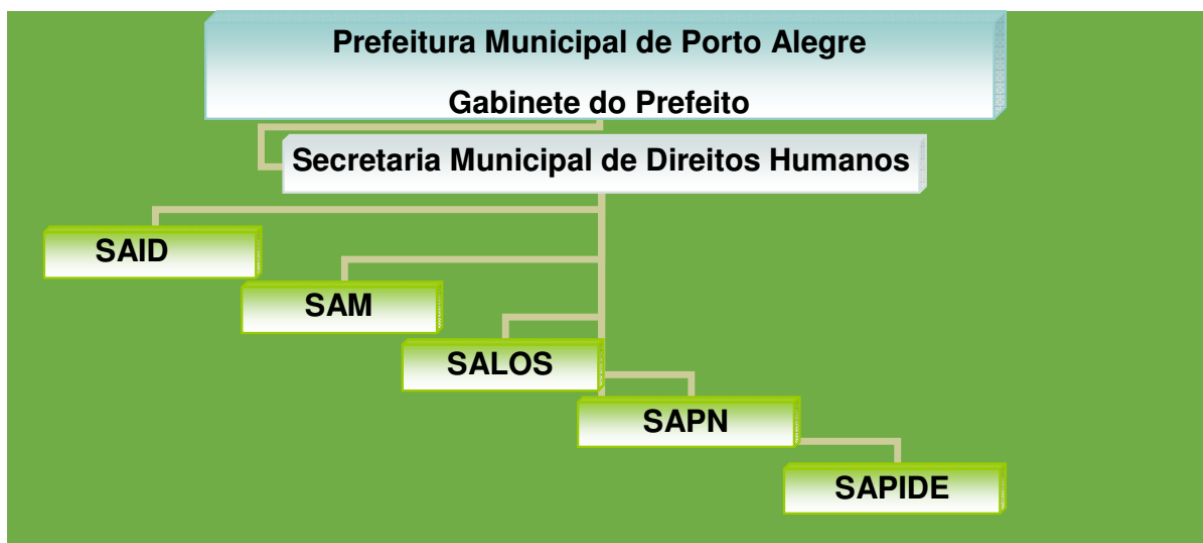 Prefeitura Municipal de Porto Alegre
Gabinete do Prefeito
Secretaria Municipal de Direitos Humanos
SAID
SAM
SALOS
SAPN
SAPIDE